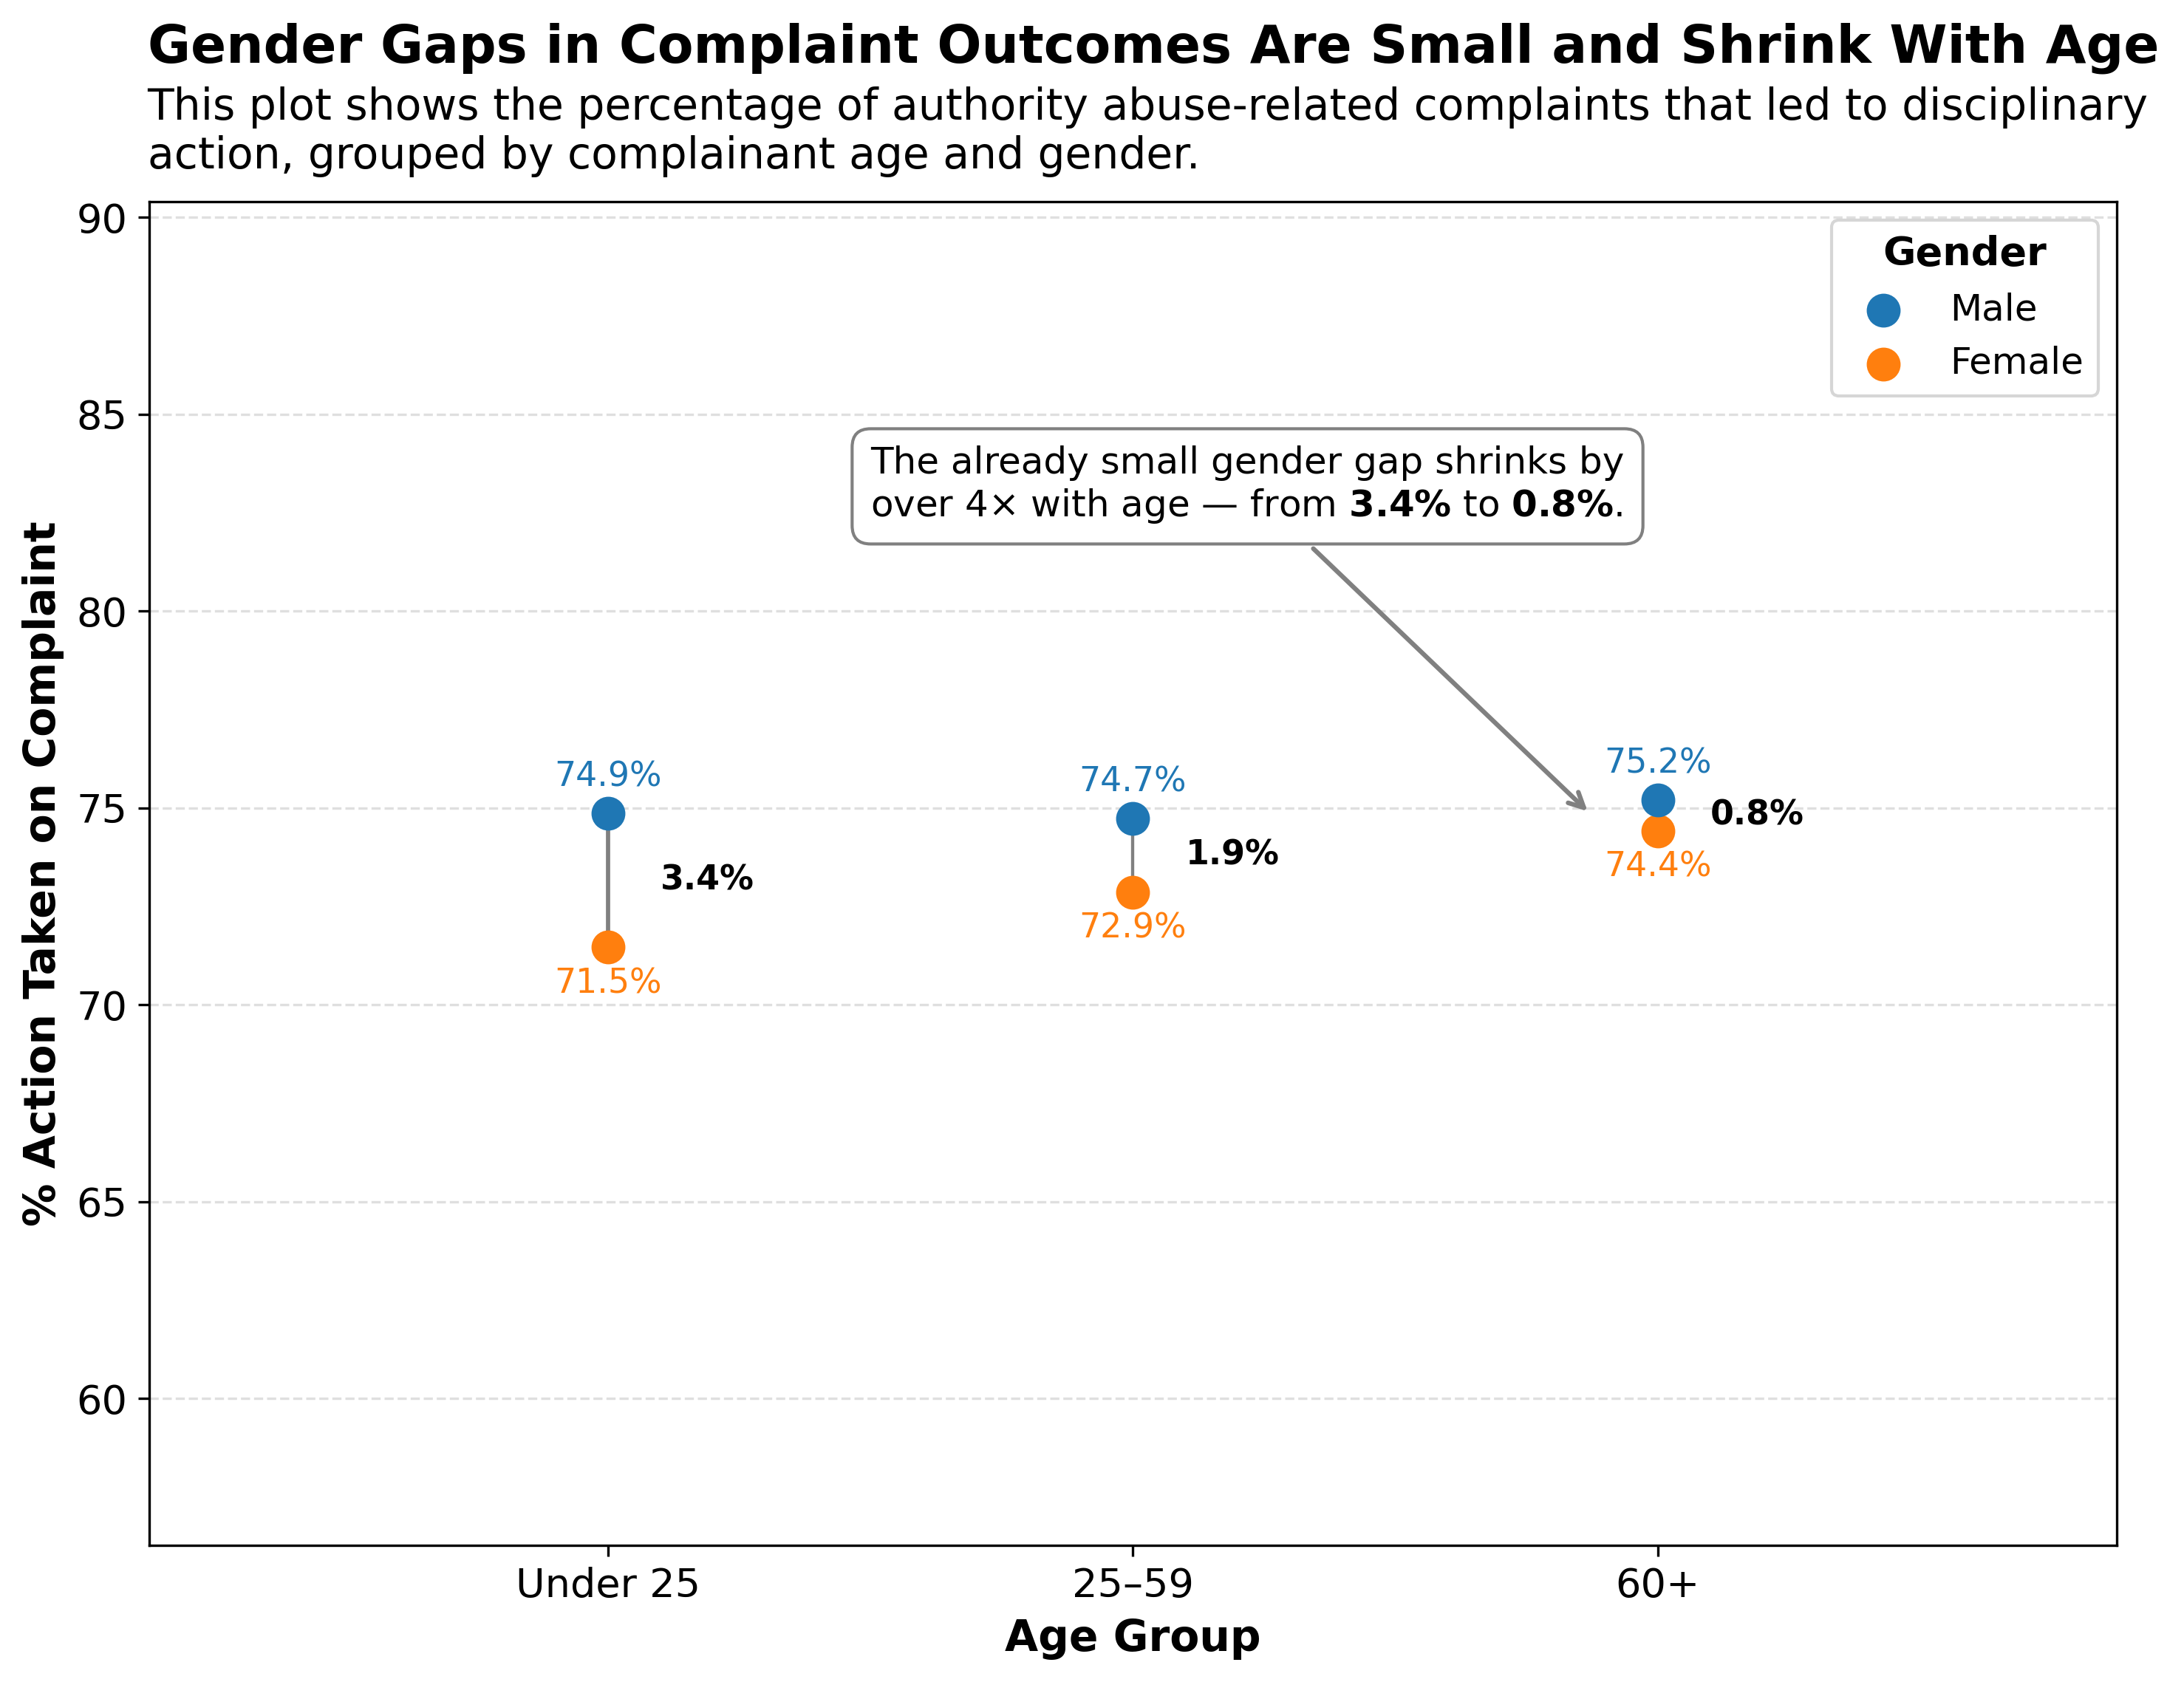 Gender Gaps in Complaint Outcomes Are Small and Shrink With Age
This plot shows the percentage of authority abuse-related complaints that led to disciplinary
action, grouped by complainant age and gender.
% Action Taken on Complaint
90
85
80
75
70
65
60
Gender
Male
Female
The already small gender gap shrinks by
over 4× with age — from 3.4% to 0.8%.
74.9%
3.4%
71.5%
74.7%
1.9%
72.9%
75.2%
0.8%
74.4%
Under 25
25–59
60+
Age Group